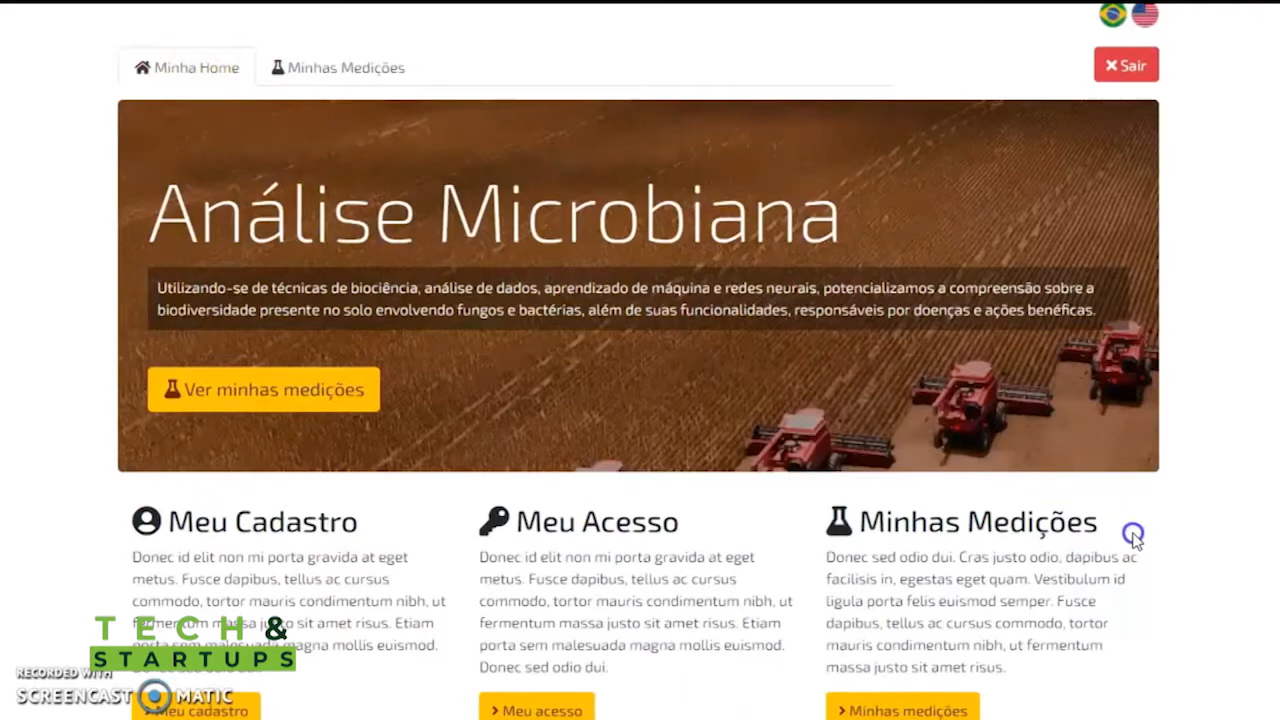 Minha Home
Minhas Medições
Sair
Análise Microbiana
Utilizando-se de técnicas de biociência, análise de dados, aprendizado de máquina e redes neurais, potencializamos a compreensão sobre a
biodiversidade presente no solo envolvendo fungos e bactérias, além de suas funcionalidades, responsáveis por doenças e ações benéficas.
Ver minhas medições
Meu Cadastro
Donec id elit non mi porta gravida at eget
metus. Fusce dapibus, tellus ac cursus
commodo, tortor mauris condimentum nibh, ut
fermentum massa justo sit amet risus. Etiam
porta sem malesuada magna mollis euismod.
Meu cadastro
Meu Acesso
Donec id elit non mi porta gravida at eget
metus. Fusce dapibus, tellus ac cursus
commodo, tortor mauris condimentum nibh, ut
fermentum massa justo sit amet risus. Etiam
porta sem malesuada magna mollis euismod.
Donec sed odio dui.
Meu acesso
Minhas Medições
Donec sed odio dui. Cras justo odio, dapibus ac
facilisis in, egestas eget quam. Vestibulum id
ligula porta felis euismod semper. Fusce
dapibus, tellus ac cursus commodo, tortor
mauris condimentum nibh, ut fermentum
massa justo sit amet risus.
Minhas medições
TECH &
STARTUPS
RECORDED WITH
SCREENCAST MATIC